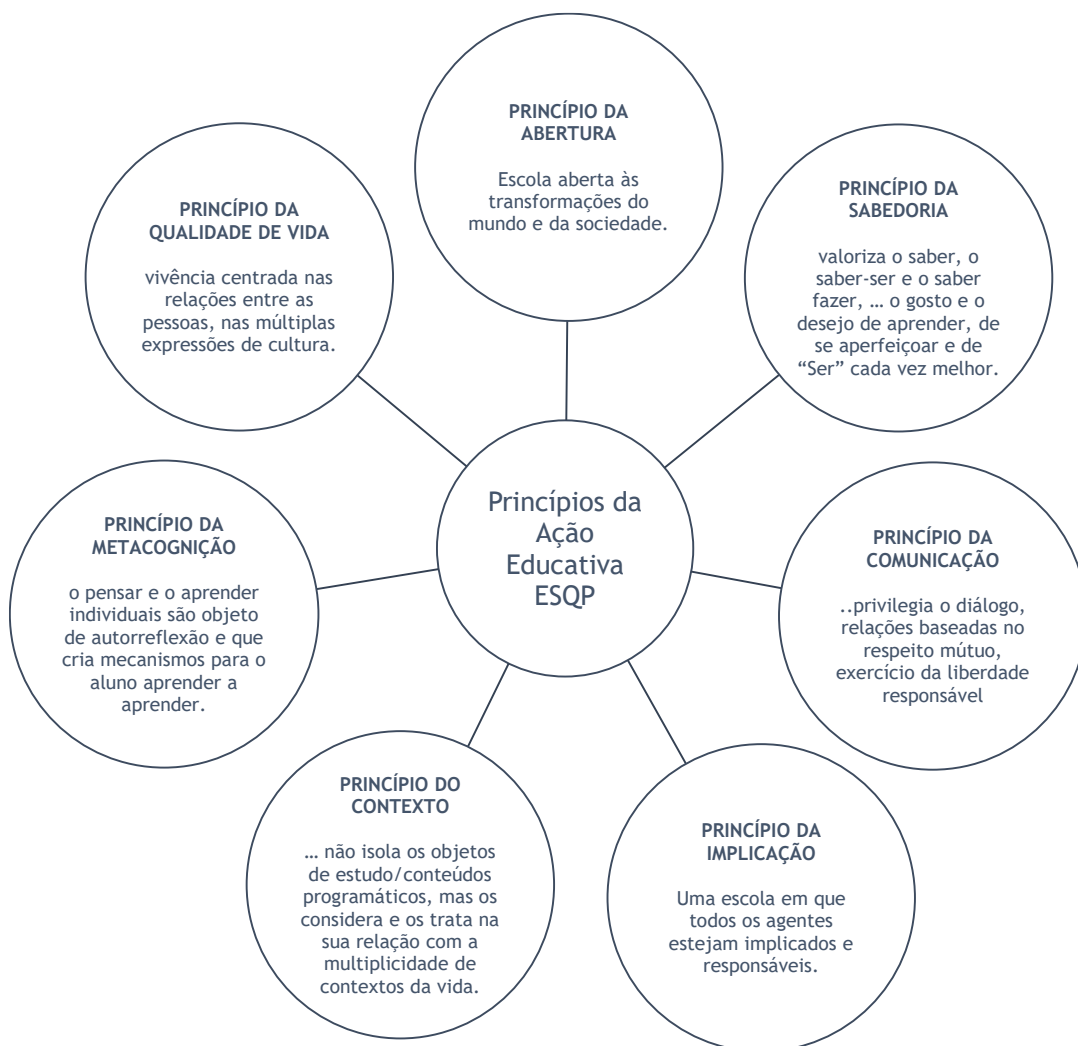 PRINCÍPIO DA
ABERTURA
Escola aberta às
transformações do
mundo e da sociedade.
PRINCÍPIO DA
SABEDORIA
valoriza o saber, o
saber-ser e o saber
fazer, … o gosto e o
desejo de aprender, de
se aperfeiçoar e de
“Ser” cada vez melhor.
PRINCÍPIO DA
COMUNICAÇÃO
..privilegia o diálogo,
relações baseadas no
respeito mútuo,
exercício da liberdade
responsável
PRINCÍPIO DA
IMPLICAÇÃO
Uma escola em que
todos os agentes
estejam implicados e
responsáveis.
PRINCÍPIO DO
CONTEXTO
… não isola os objetos
de estudo/conteúdos
programáticos, mas os
considera e os trata na
sua relação com a
multiplicidade de
contextos da vida.
PRINCÍPIO DA
METACOGNIÇÃO
o pensar e o aprender
individuais são objeto
de autorreflexão e que
cria mecanismos para o
aluno aprender a
aprender.
PRINCÍPIO DA
QUALIDADE DE VIDA
vivência centrada nas
relações entre as
pessoas, nas múltiplas
expressões de cultura.
Princípios da
Ação
Educativa
ESQP